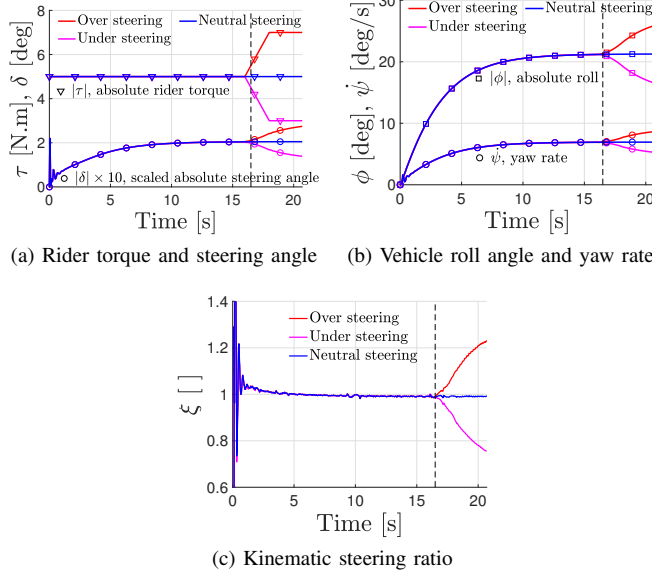 8
6
4
2
0
τ [N.m], δ [deg]
Over steering
Neutral steering
Under steering
|τ|, absolute rider torque
|δ| × 10, scaled absolute steering angle
0 5 10 15 20
Time [s]
(a) Rider torque and steering angle
30
20
10
0
ϕ [deg], ψ̇ [deg/s]
Over steering
Neutral steering
Under steering
|ϕ|, absolute roll
ψ̇, yaw rate
0 5 10 15 20
Time [s]
(b) Vehicle roll angle and yaw rate
1.4
1.2
1
0.8
0.6
ξ [ ]
Over steering
Under steering
Neutral steering
0 5 10 15 20
Time [s]
(c) Kinematic steering ratio